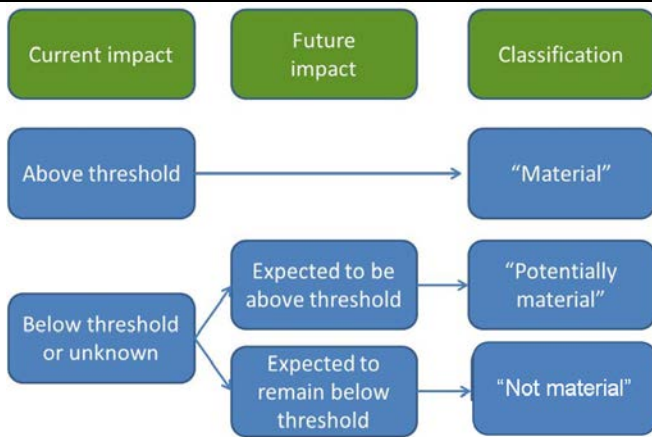 Current impact
Future
impact
Classification
Above threshold
“Material”
Below threshold
or unknown
Expected to be
above threshold
“Potentially
material”
Expected to
remain below
threshold
“Not material”